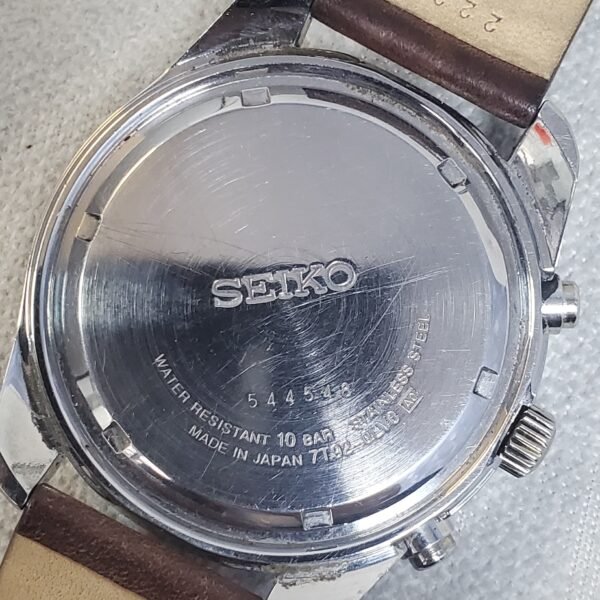 SEIKO
544548
WATER RESISTANT 10 BAR STAINLESS STEEL
MADE IN JAPAN